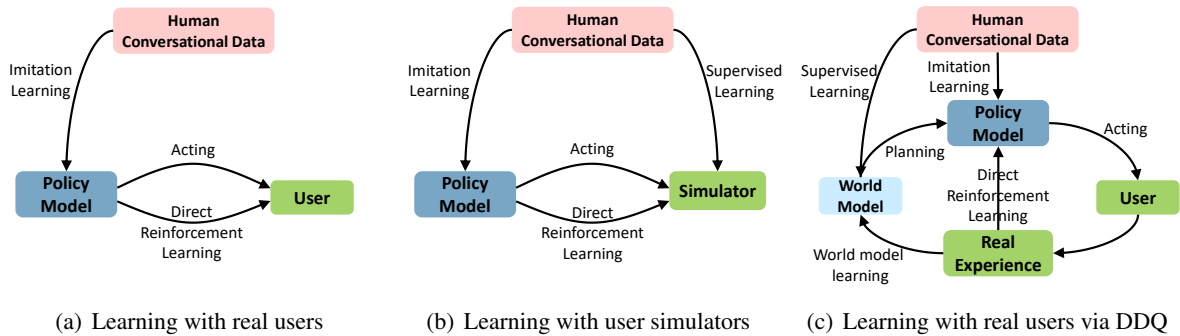 Human
Conversational Data
Imitation
Learning
Acting
Policy
Model
User
Direct
Reinforcement
Learning
(a) Learning with real users
Human
Conversational Data
Imitation
Learning
Supervised
Learning
Acting
Policy
Model
Simulator
Direct
Reinforcement
Learning
(b) Learning with user simulators
Human
Conversational Data
Supervised
Learning
Imitation
Learning
Policy
Model
Acting
Planning
Direct
Reinforcement
Learning
World
Model
User
World model
learning
Real
Experience
(c) Learning with real users via DDQ